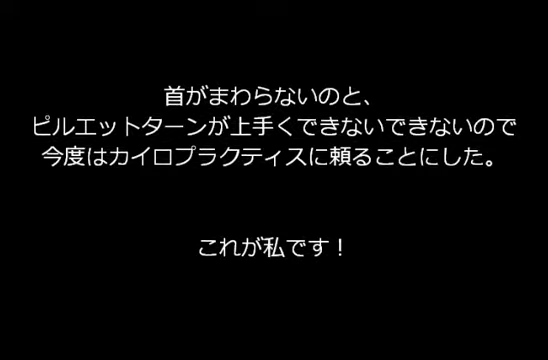 首がまわらないのと、
ピルエットターンが上手くできないできないので
今度はカイロプラクティスに頼ることにした。
これが私です！